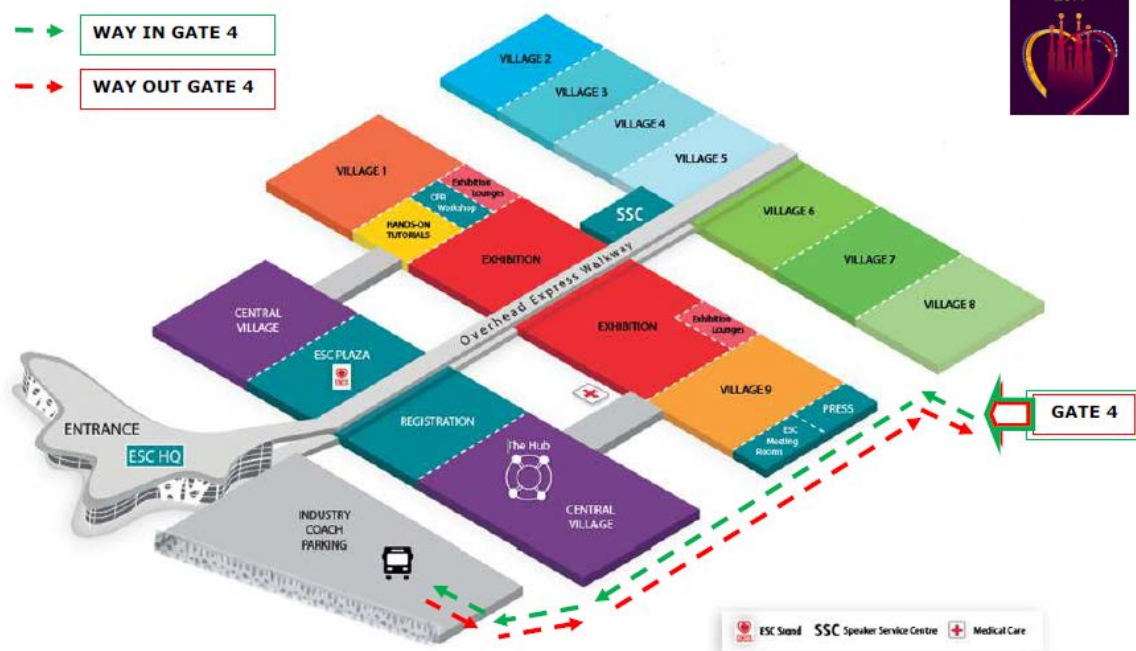 WAY IN GATE 4
WAY OUT GATE 4
VILLAGE 2
VILLAGE 3
VILLAGE 4
VILLAGE 5
VILLAGE 1
Exhibition
Lounges
CPR
Workshop
HANDS-ON
TUTORIALS
SSC
VILLAGE 6
VILLAGE 7
VILLAGE 8
EXHIBITION
Overhead Express Walkway
EXHIBITION
Exhibition
Lounges
CENTRAL
VILLAGE
ESC PLAZA
VILLAGE 9
PRESS
ESC
Meeting
Rooms
GATE 4
REGISTRATION
ENTRANCE
ESC HQ
The Hub
CENTRAL
VILLAGE
INDUSTRY
COACH
PARKING
ESC Stand SSC Speaker Service Centre Medical Care